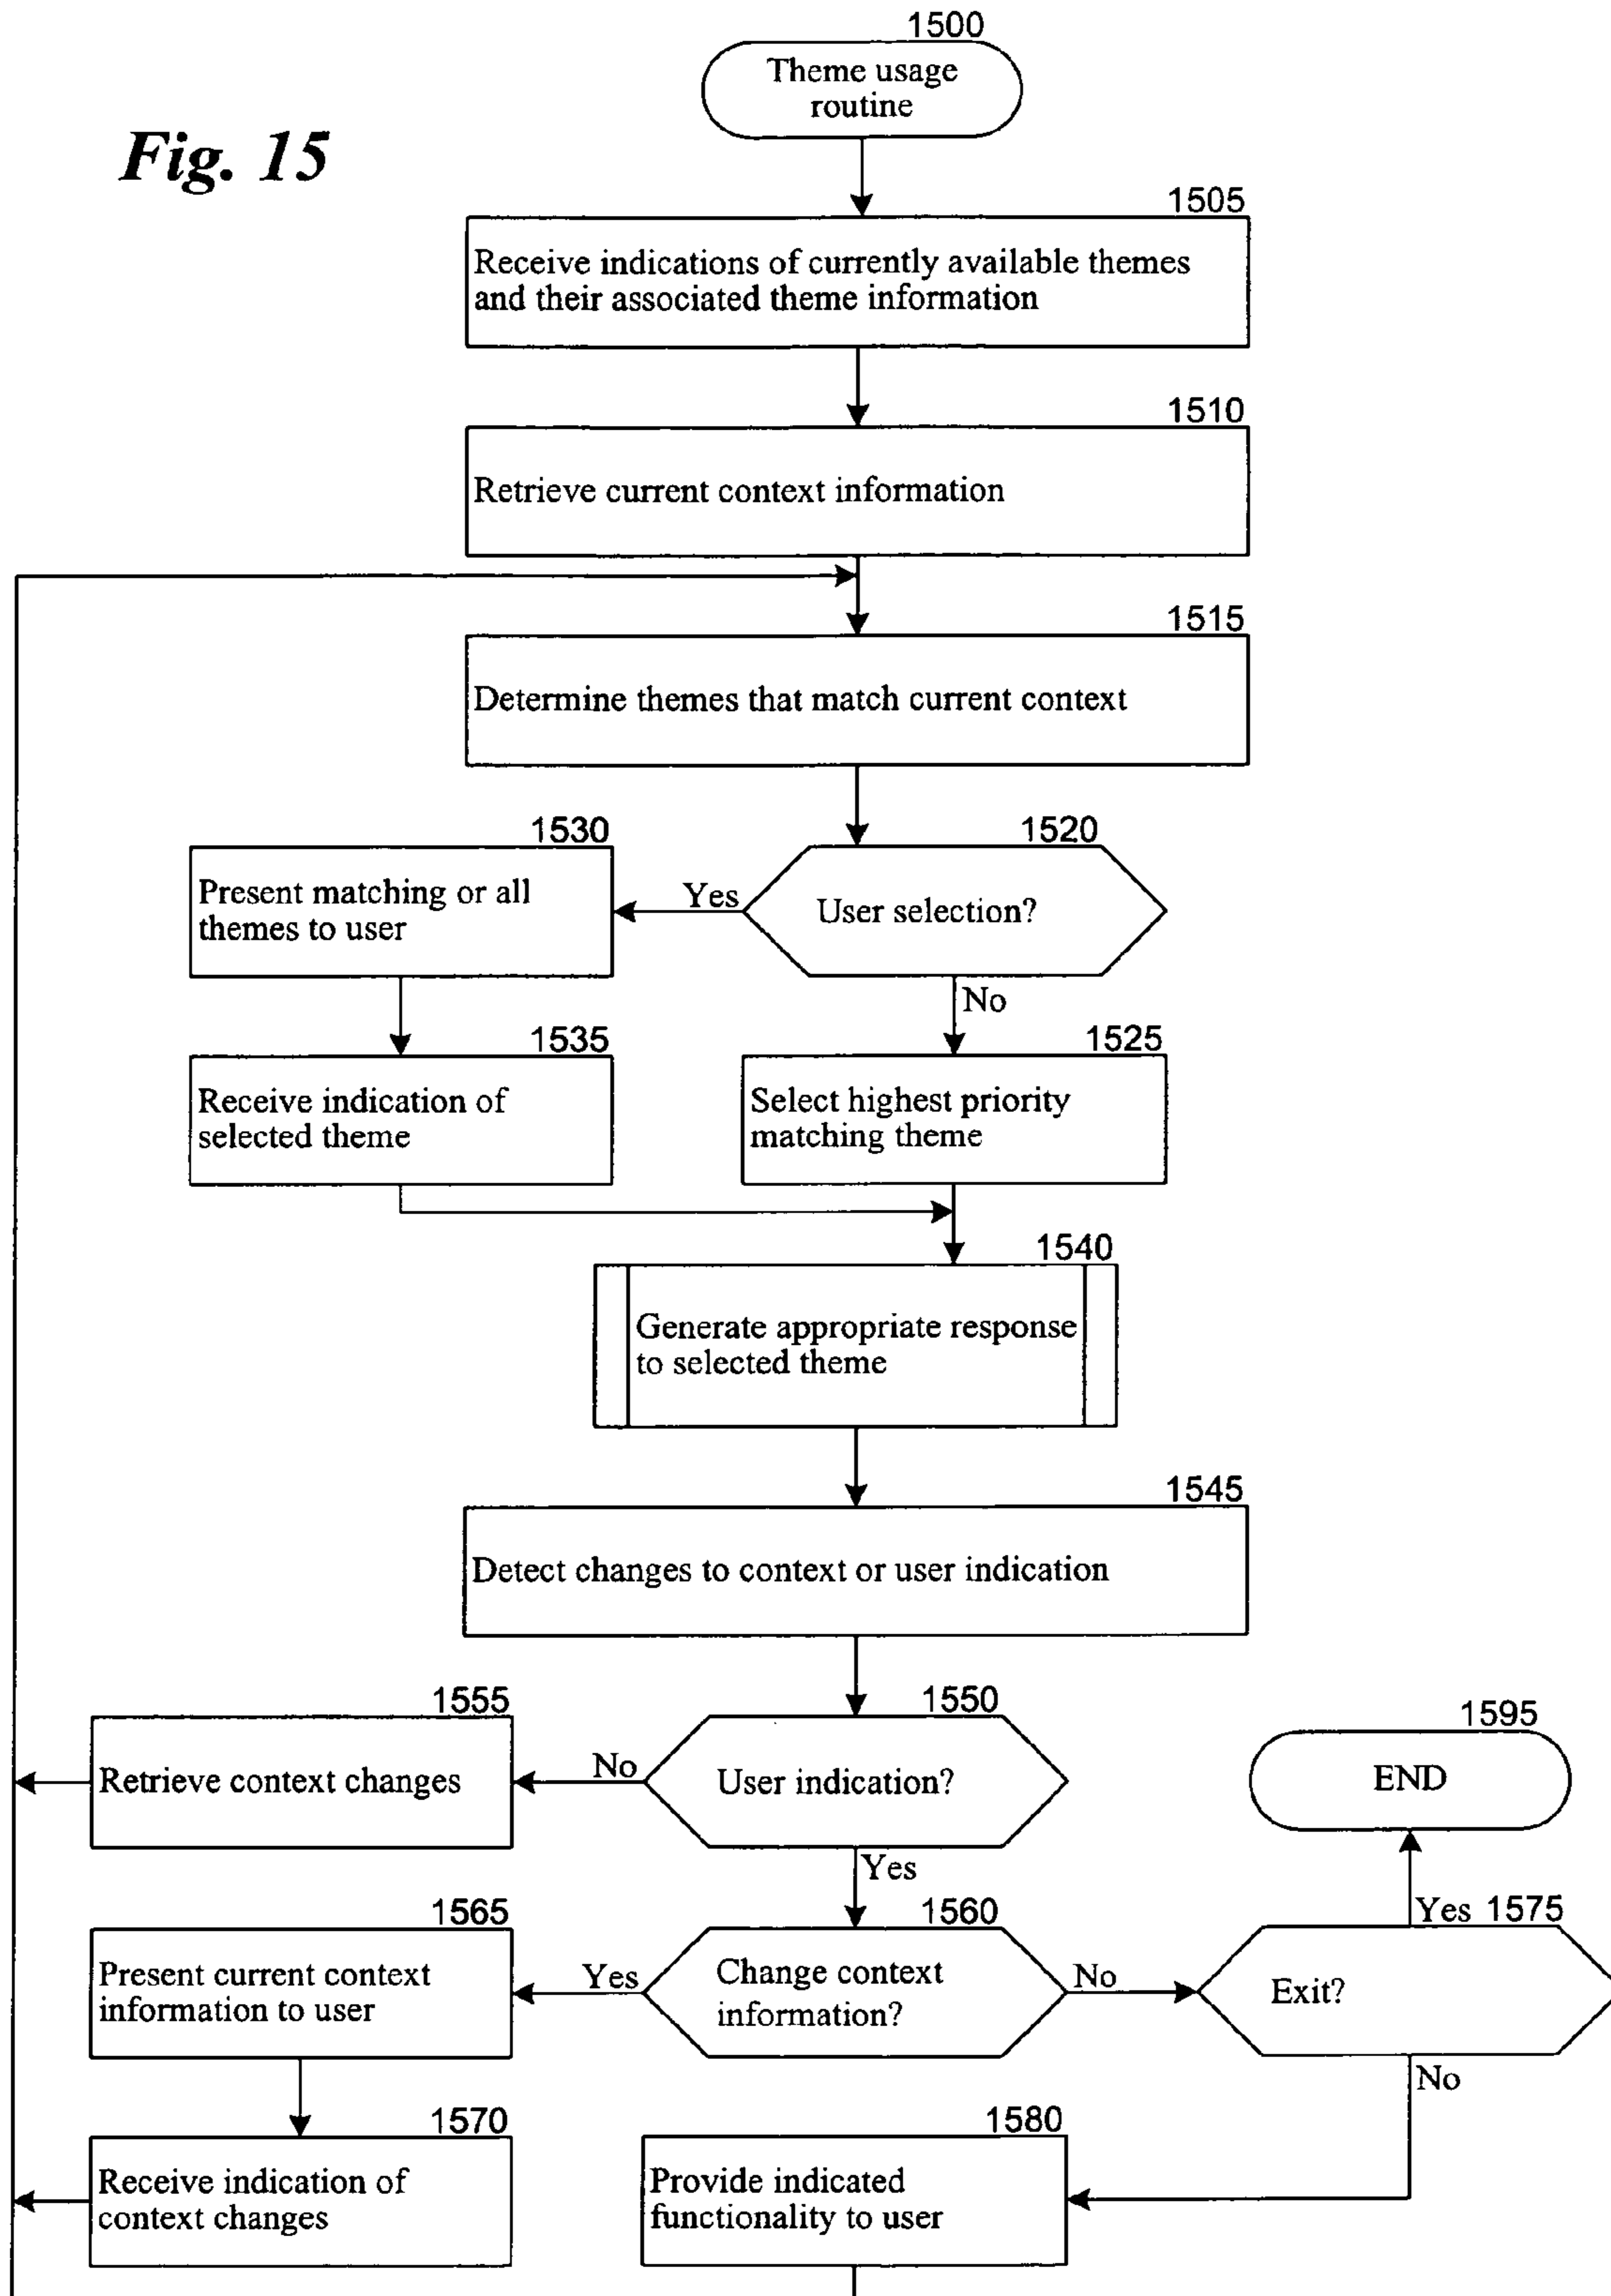 1500
Theme usage
routine
Fig. 15
1505
Receive indications of currently available themes
and their associated theme information
1510
Retrieve current context information
1515
Determine themes that match current context
1530
Present matching or all
themes to user
Yes
1520
User selection?
No
1535
Receive indication of
selected theme
1525
Select highest priority
matching theme
1540
Generate appropriate response
to selected theme
1545
Detect changes to context or user indication
1555
Retrieve context changes
No
1550
User indication?
Yes
1595
END
1565
Present current context
information to user
Yes
1560
Change context
information?
No
Yes 1575
Exit?
No
1570
Receive indication of
context changes
1580
Provide indicated
functionality to user